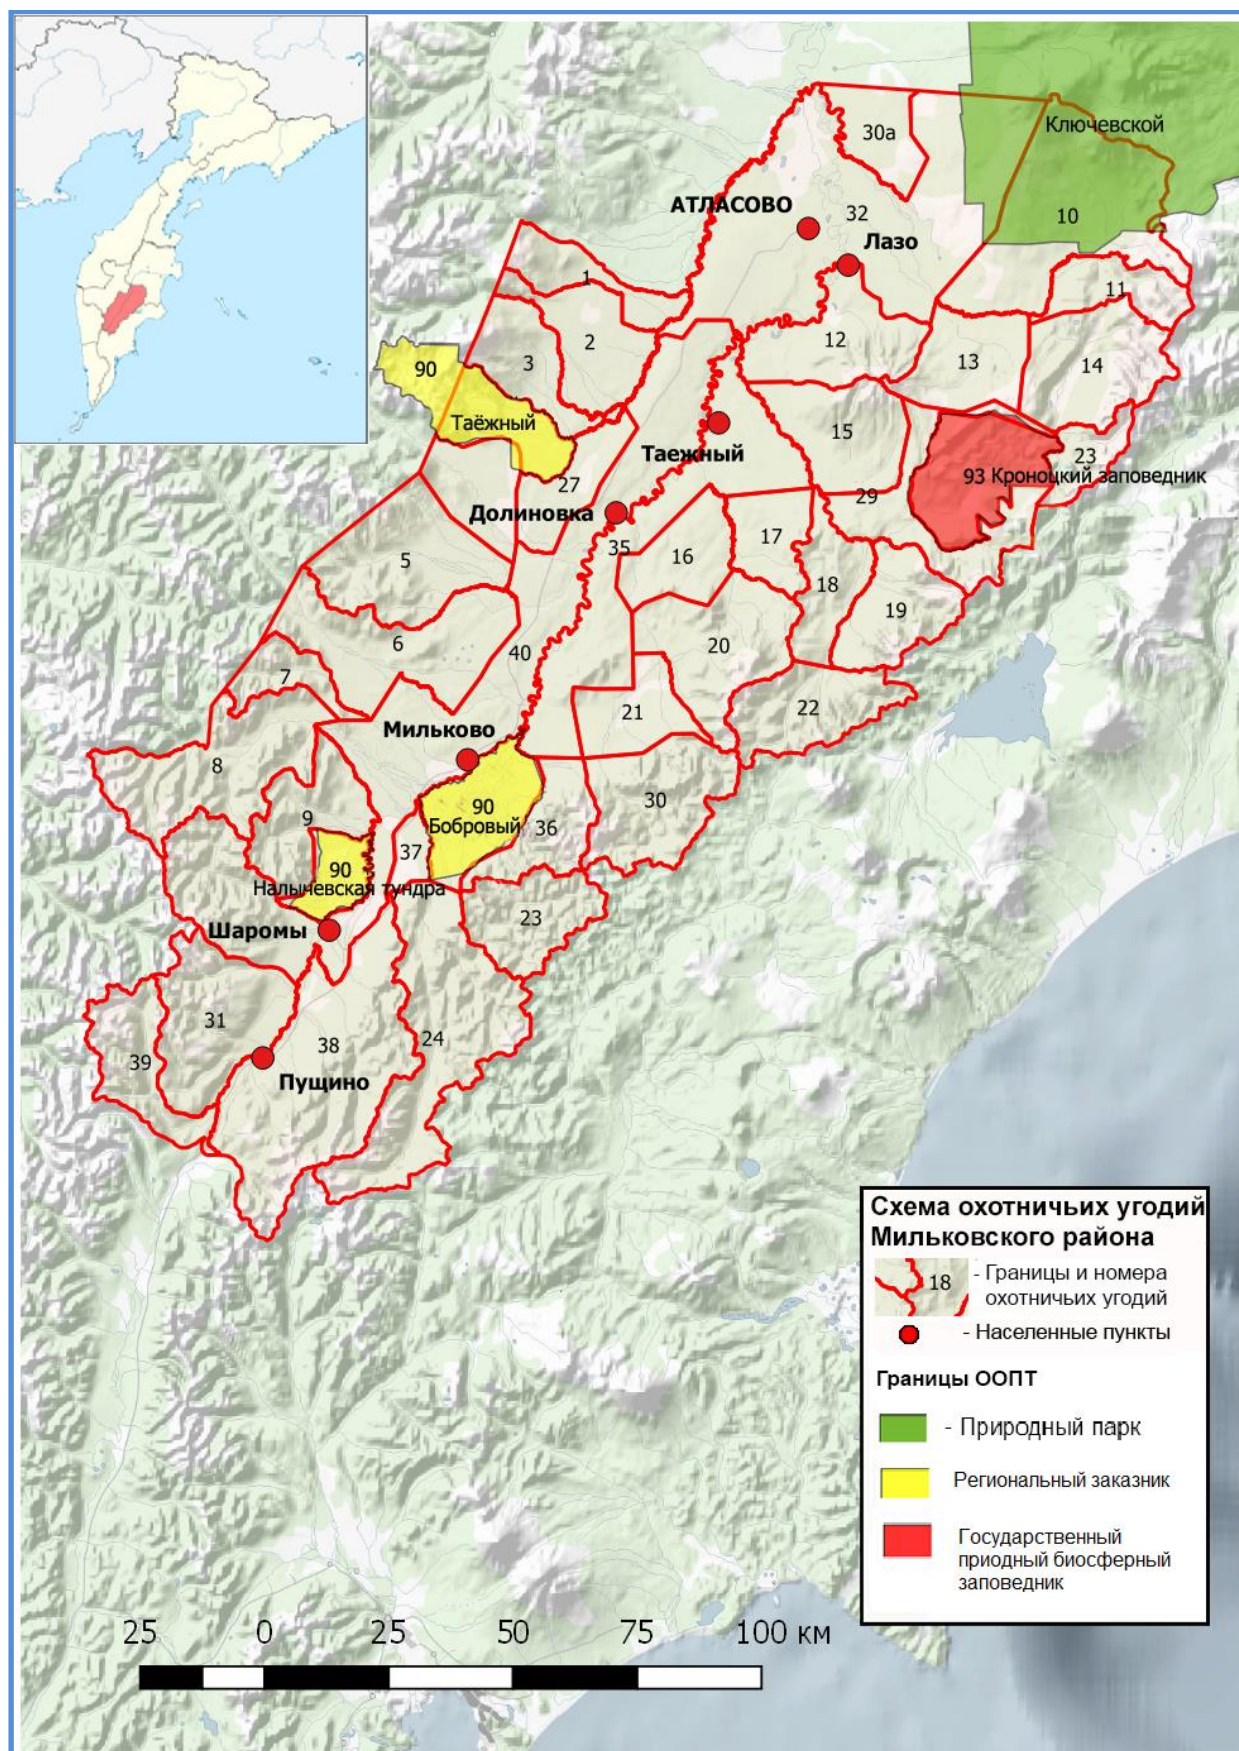 Ключевской
30а
АТЛАСОВО
32
10
Лазо
1
11
2
12
3
13
14
90
Таёжный
15
Таежный
23
27
93 Кроноцкий заповедник
29
Долиновка
17
35
16
5
18
19
6
20
40
7
21
22
Мильково
8
30
90
Бобровый
9
36
37
90
Налычевская тундра
23
Шаромы
31
24
38
39
Пущино
Схема охотничьих угодий
Мильковского района
18
- Границы и номера
охотничьих угодий
- Населенные пункты
Границы ООПТ
- Природный парк
Региональный заказник
Государственный
приодный биосферный
заповедник
25 0 25 50 75 100 км